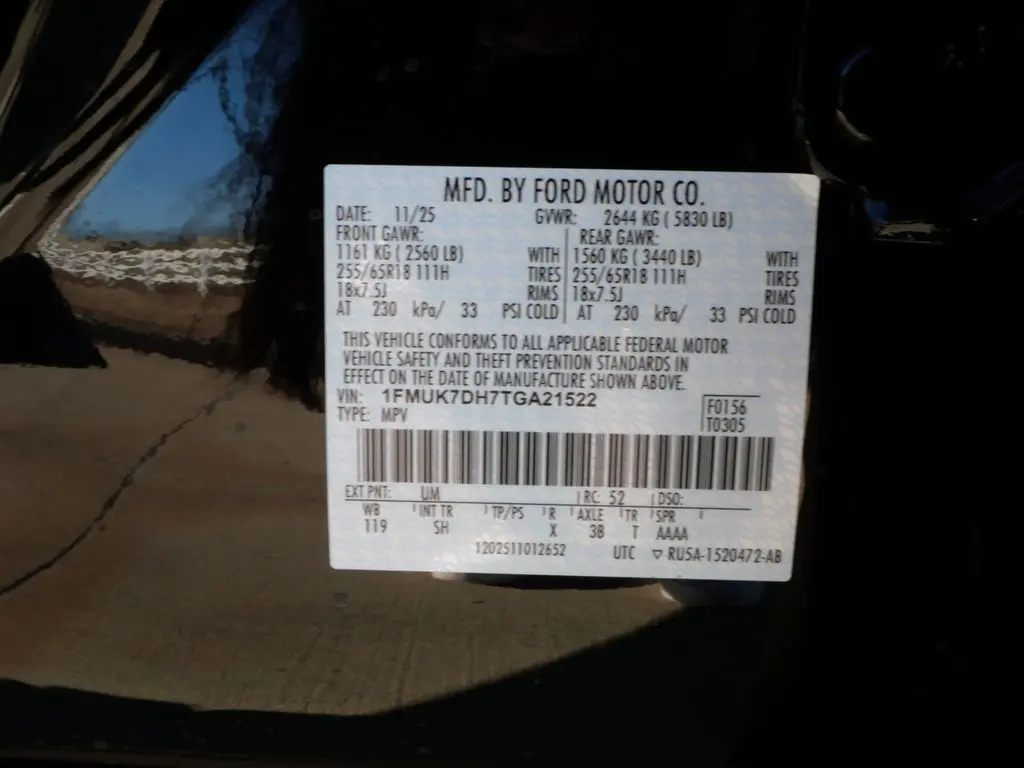 MFD. BY FORD MOTOR CO.
DATE: 11/25 GVWR: 2644 KG ( 5830 LB)
FRONT GAWR: REAR GAWR:
1161 KG ( 2560 LB) WITH 1560 KG ( 3440 LB) WITH
255/65R18 111H TIRES 255/65R18 111H TIRES
18x7.5J RIMS 18x7.5J RIMS
AT 230 kPa/ 33 PSI COLD AT 230 kPa/ 33 PSI COLD
THIS VEHICLE CONFORMS TO ALL APPLICABLE FEDERAL MOTOR
VEHICLE SAFETY AND THEFT PREVENTION STANDARDS IN
EFFECT ON THE DATE OF MANUFACTURE SHOWN ABOVE.
VIN: 1FMUK7DH7TGA21522 F0156
TYPE: MPV T0305
EXT PNT: UM RC: 52 DSO:
WB INT TR TP/PS R AXLE TR SPR
119 SH X 3B T AAAA
1202511012652 UTC ▽ RU5A-1520472-AB